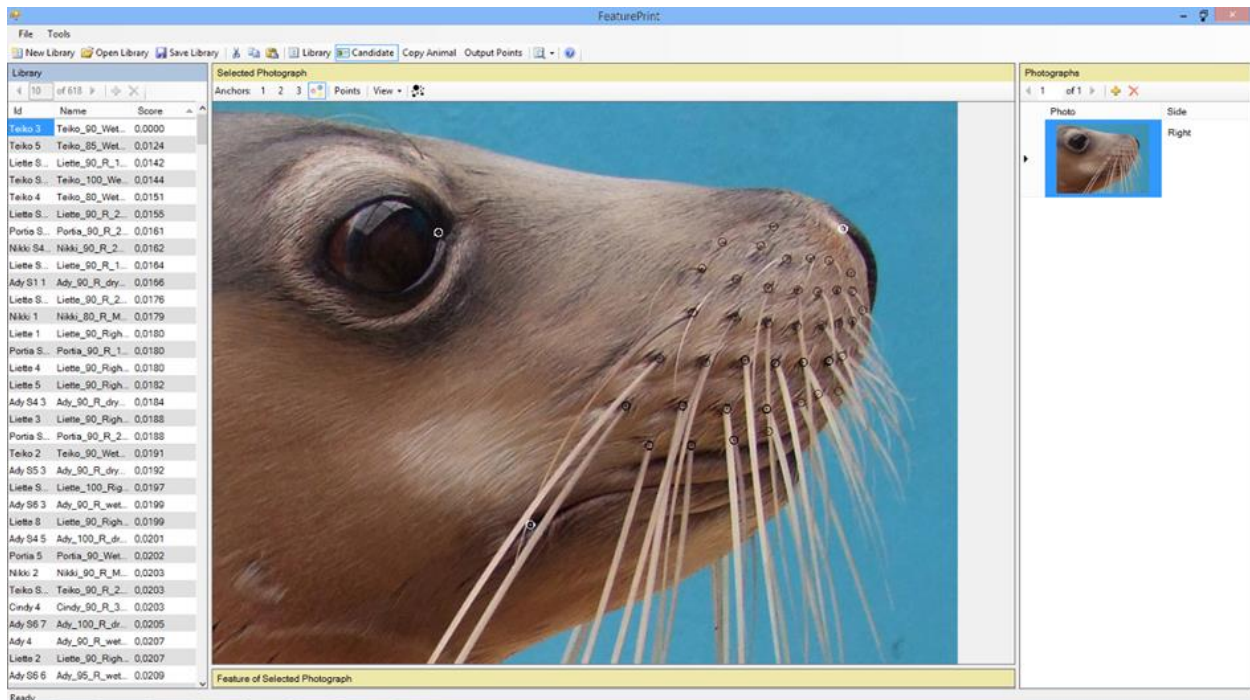 FeaturePrint
File Tools
New Library Open Library Save Library Library Candidate Copy Animal Output Points
Library
10 of 618
Id Name Score
Teiko 3 Teiko_90_Wet... 0,0000
Teiko 5 Teiko_85_Wet... 0,0124
Liette S... Liette_90_R_1... 0,0142
Teiko S... Teiko_100_We... 0,0144
Teiko 4 Teiko_80_Wet... 0,0151
Liette S... Liette_90_R_2... 0,0155
Portia S... Portia_90_R_2... 0,0161
Nikki S4... Nikki_90_R_2... 0,0162
Liette S... Liette_90_R_1... 0,0164
Ady S1 1 Ady_90_R_dry... 0,0166
Liette S... Liette_90_R_2... 0,0176
Nikki 1 Nikki_80_R_M... 0,0179
Liette 1 Liette_90_Righ... 0,0180
Portia S... Portia_90_R_1... 0,0180
Liette 4 Liette_90_Righ... 0,0180
Liette 5 Liette_90_Righ... 0,0182
Ady S4 3 Ady_90_R_dry... 0,0184
Liette 3 Liette_90_Righ... 0,0188
Portia S... Portia_90_R_2... 0,0188
Teiko 2 Teiko_90_Wet... 0,0191
Ady S5 3 Ady_90_R_dry... 0,0192
Liette S... Liette_100_Rig... 0,0197
Ady S6 3 Ady_90_R_wet... 0,0199
Liette 8 Liette_90_Righ... 0,0199
Ady S4 5 Ady_100_R_dr... 0,0201
Portia 5 Portia_90_Wet... 0,0202
Nikki 2 Nikki_90_R_M... 0,0203
Teiko S... Teiko_90_R_2... 0,0203
Cindy 4 Cindy_90_R_3... 0,0203
Ady S6 7 Ady_100_R_dr... 0,0205
Ady 4 Ady_90_R_wet... 0,0207
Liette 2 Liette_90_Righ... 0,0207
Ady S6 6 Ady_95_R_wet... 0,0209
Selected Photograph
Anchors: 1 2 3 Points View
Feature of Selected Photograph
Photographs
1 of 1
Photo Side
Right
Ready